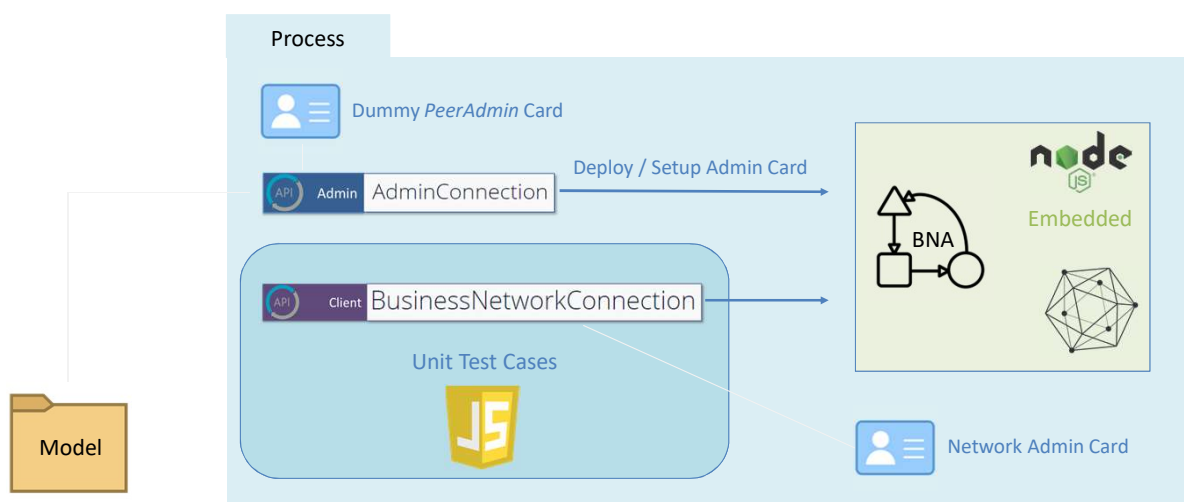 Process
Dummy PeerAdmin Card
API Admin AdminConnection
Deploy / Setup Admin Card
node
JS
Embedded
BNA
API Client BusinessNetworkConnection
Unit Test Cases
JS
Model
Network Admin Card